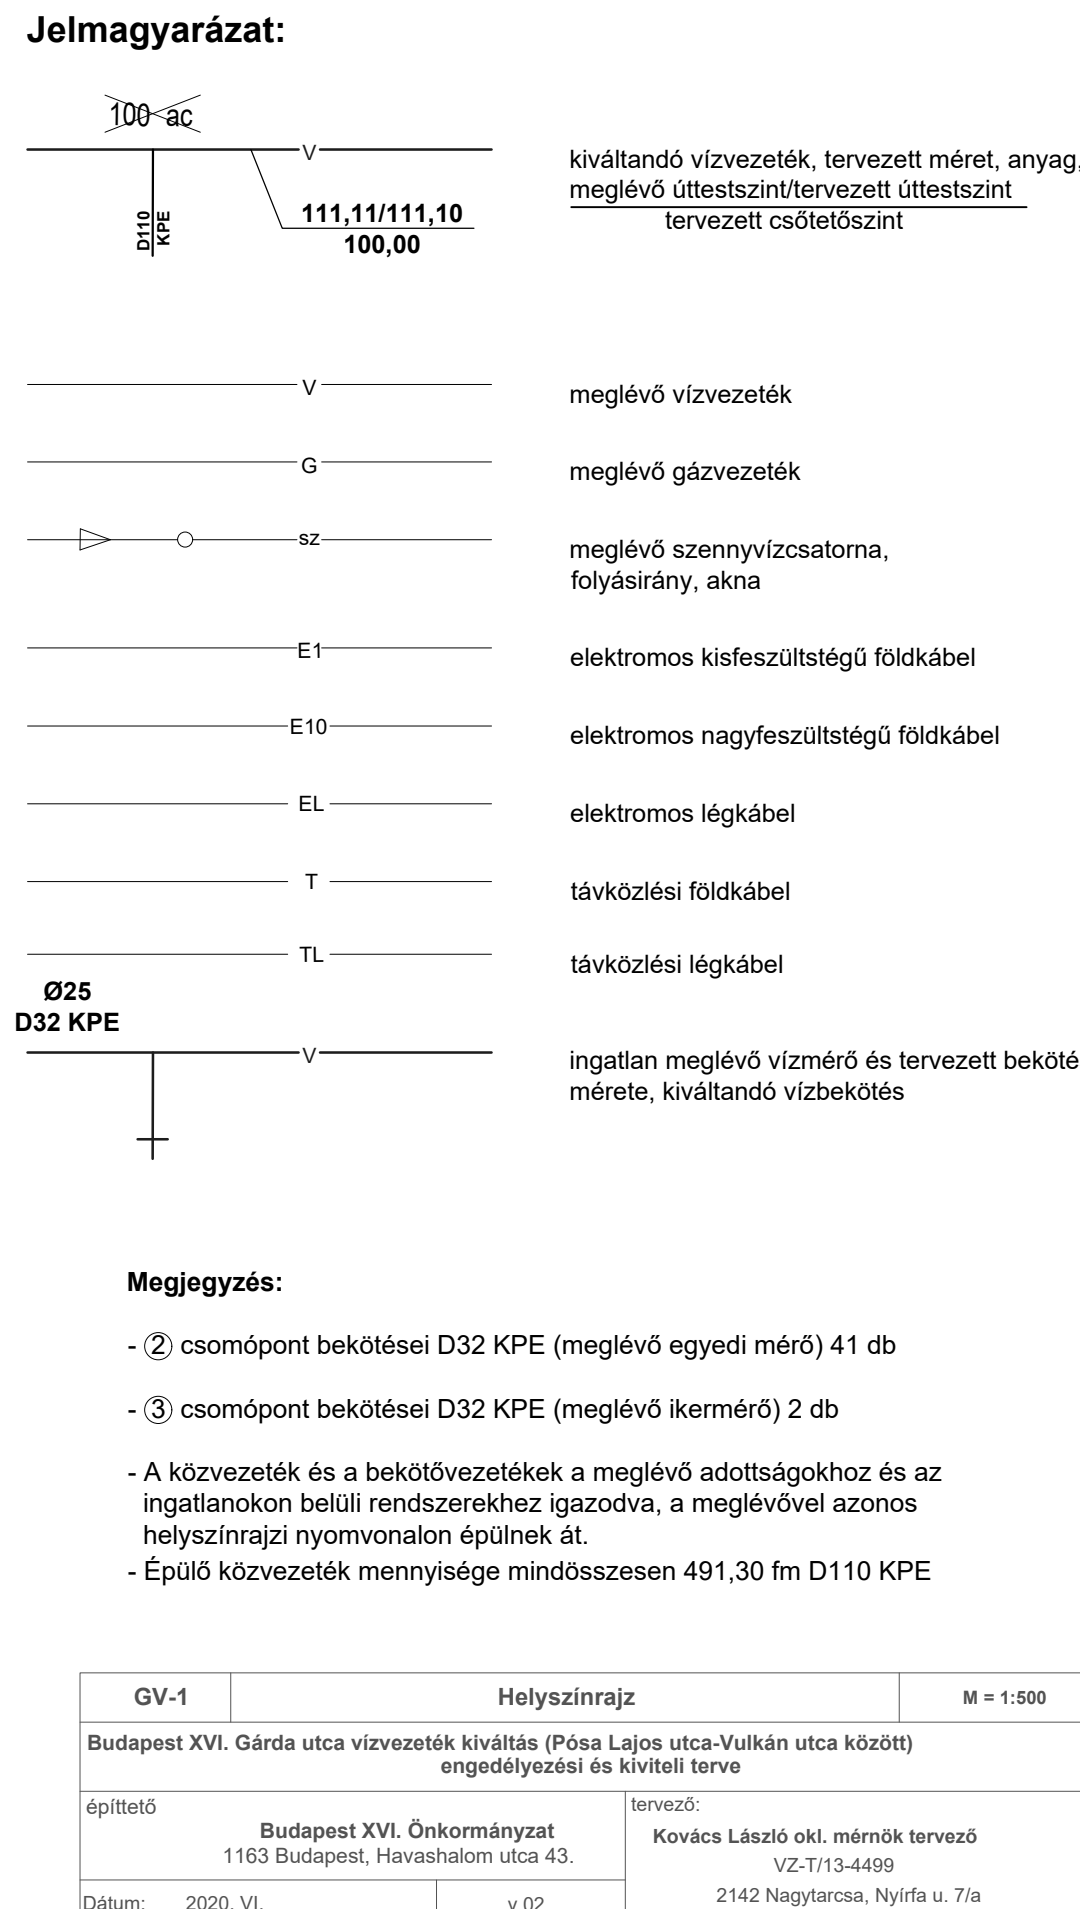 Jelmagyarázat:
100 ac
V
D110
KPE
111,11/111,10
100,00
kiváltandó vízvezeték, tervezett méret, anyag,
meglévő úttestszint/tervezett úttestszint
tervezett csőtetőszint
V
meglévő vízvezeték
G
meglévő gázvezeték
sz
meglévő szennyvízcsatorna,
folyásirány, akna
E1
elektromos kisfeszültstégű földkábel
E10
elektromos nagyfeszültstégű földkábel
EL
elektromos légkábel
T
távközlési földkábel
TL
távközlési légkábel
Ø25
D32 KPE
V
ingatlan meglévő vízmérő és tervezett beköté
mérete, kiváltandó vízbekötés
Megjegyzés:
- 2 csomópont bekötései D32 KPE (meglévő egyedi mérő) 41 db
- 3 csomópont bekötései D32 KPE (meglévő ikermérő) 2 db
- A közvezeték és a bekötővezetékek a meglévő adottságokhoz és az
ingatlanokon belüli rendszerekhez igazodva, a meglévővel azonos
helyszínrajzi nyomvonalon épülnek át.
- Épülő közvezeték mennyisége mindösszesen 491,30 fm D110 KPE
GV-1
Helyszínrajz
M = 1:500
Budapest XVI. Gárda utca vízvezeték kiváltás (Pósa Lajos utca-Vulkán utca között)
engedélyezési és kiviteli terve
építtető
Budapest XVI. Önkormányzat
1163 Budapest, Havashalom utca 43.
tervező:
Kovács László okl. mérnök tervező
VZ-T/13-4499
2142 Nagytarcsa, Nyírfa u. 7/a
Dátum: 2020. VI.
v 02